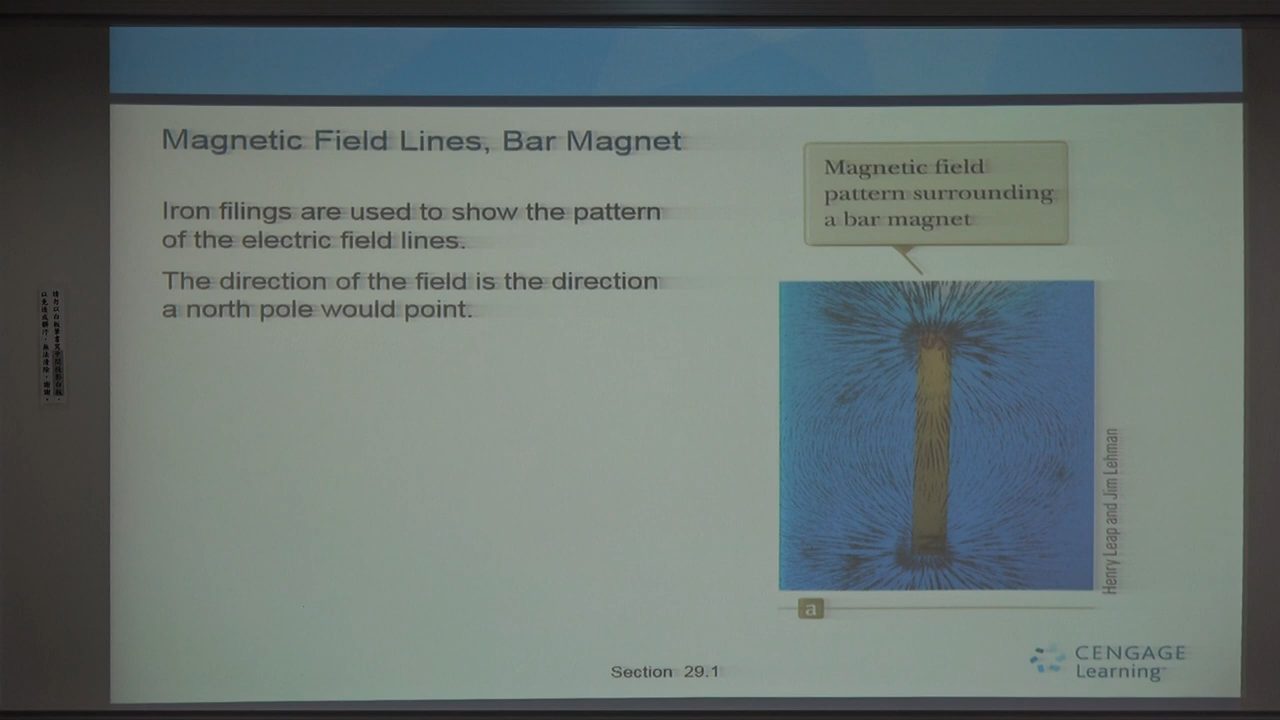 Magnetic Field Lines, Bar Magnet
Iron filings are used to show the pattern
of the electric field lines.
The direction of the field is the direction
a north pole would point.
Magnetic field
pattern surrounding
a bar magnet
Henry Leap and Jim Lehman
a
Section 29.1
CENGAGE
Learning